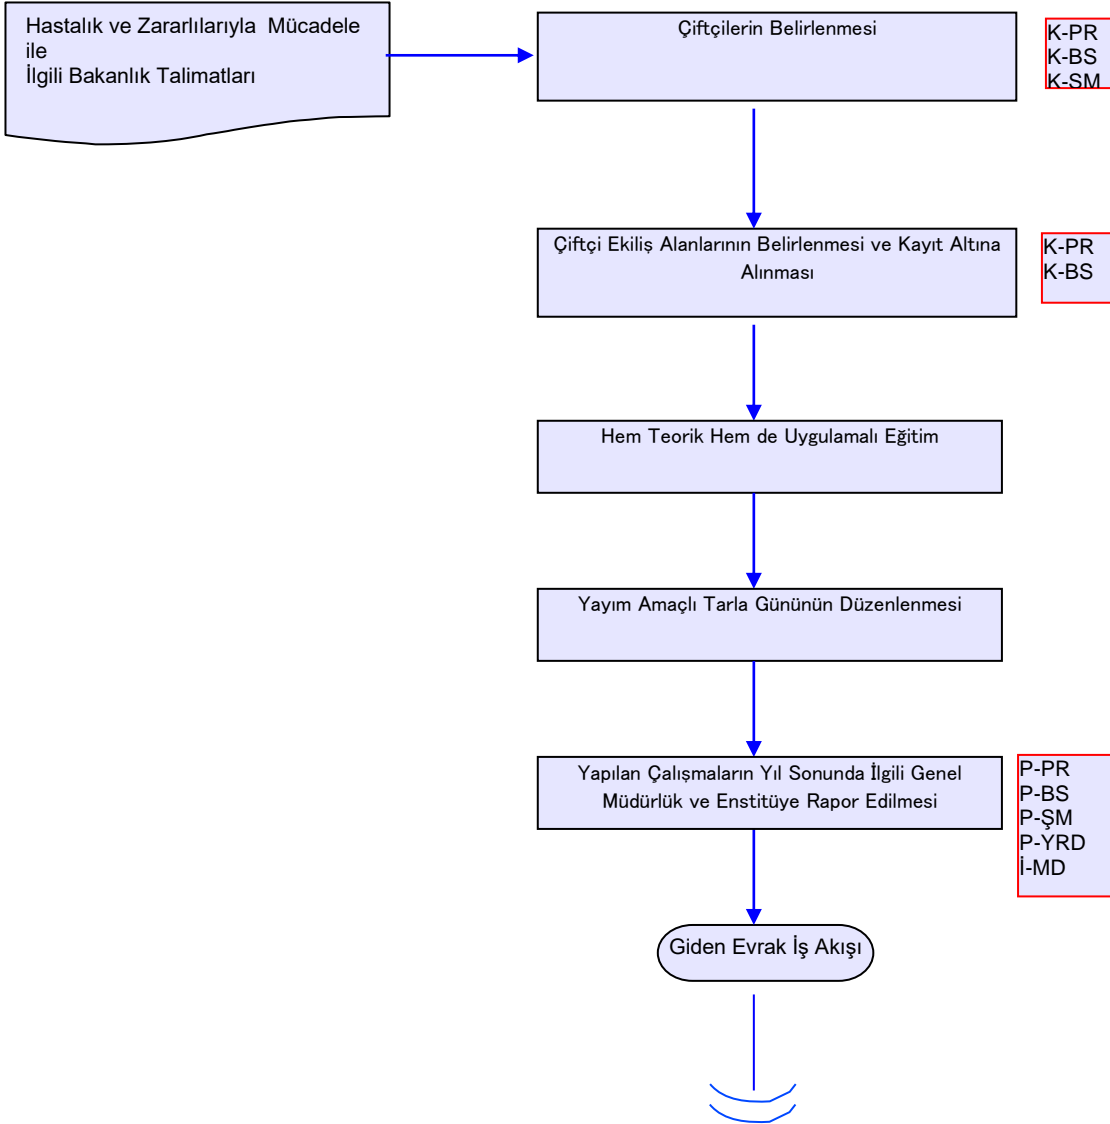 Hastalık ve Zararlılarıyla Mücadele
ile
İlgili Bakanlık Talimatları
Çiftçilerin Belirlenmesi
K-PR
K-BS
K-SM
Çiftçi Ekiliş Alanlarının Belirlenmesi ve Kayıt Altına
Alınması
K-PR
K-BS
Hem Teorik Hem de Uygulamalı Eğitim
Yayım Amaçlı Tarla Gününün Düzenlenmesi
Yapılan Çalışmaların Yıl Sonunda İlgili Genel
Müdürlük ve Enstitüye Rapor Edilmesi
P-PR
P-BS
P-ŞM
P-YRD
İ-MD
Giden Evrak İş Akışı